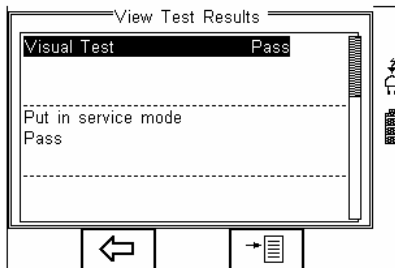 View Test Results
Visual Test Pass
Put in service mode
Pass